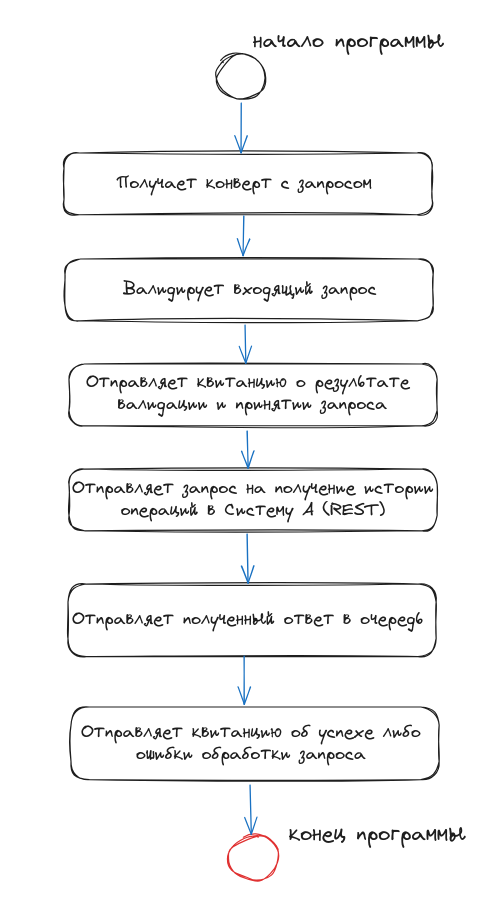 начало программы
Получает конверт с запросом
Валидирует входящий запрос
Отправляет квитанцию о результате
валидации и принятии запроса
Отправляет запрос на получение истории
операций в Систему А (REST)
Отправляет полученный ответ в очередь
Отправляет квитанцию об успехе либо
ошибки обработки запроса
конец программы